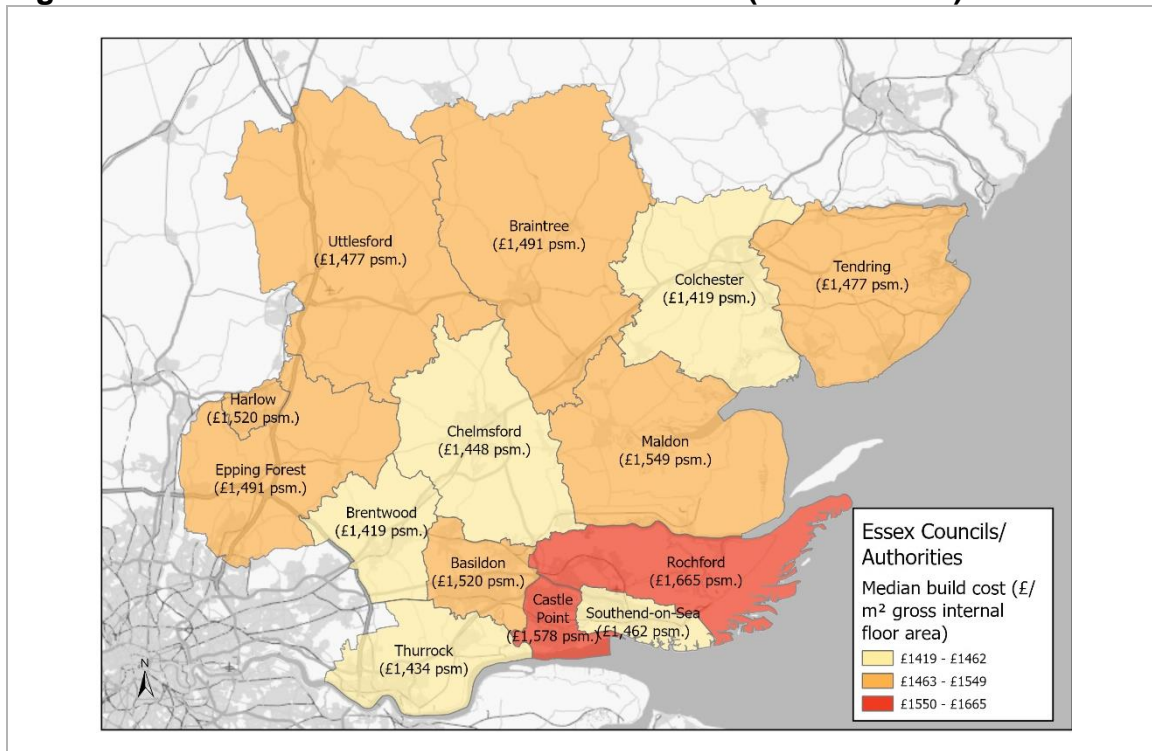 Uttlesford
(£1,477 psm.)
Braintree
(£1,491 psm.)
Colchester
(£1,419 psm.)
Tendring
(£1,477 psm.)
Harlow
(£1,520 psm.)
Epping Forest
(£1,491 psm.)
Chelmsford
(£1,448 psm.)
Maldon
(£1,549 psm.)
Brentwood
(£1,419 psm.)
Basildon
(£1,520 psm.)
Rochford
(£1,665 psm.)
Castle
Point
(£1,578 psm.)
Southend-on-Sea
(£1,462 psm.)
Thurrock
(£1,434 psm)
N
Essex Councils/
Authorities
Median build cost (£/
m² gross internal
floor area)
£1419 - £1462
£1463 - £1549
£1550 - £1665